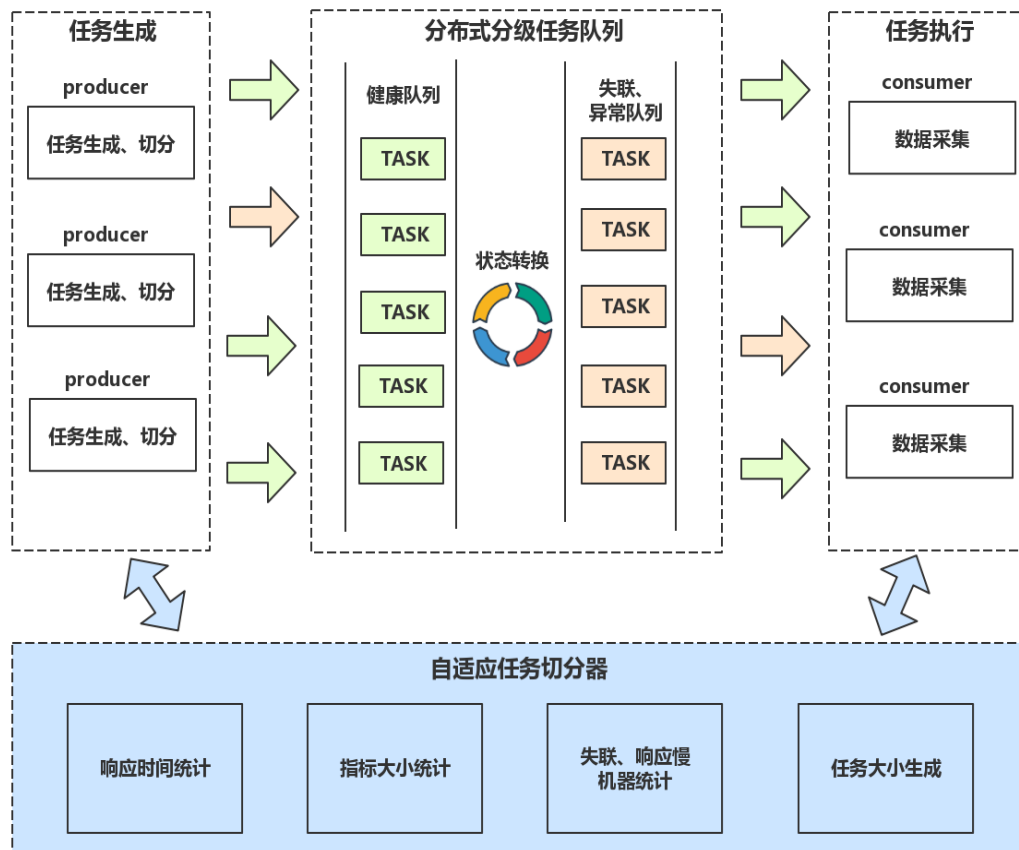 任务生成
producer
任务生成、切分
producer
任务生成、切分
producer
任务生成、切分
分布式分级任务队列
健康队列
TASK
TASK
TASK
TASK
TASK
状态转换
失联、
异常队列
TASK
TASK
TASK
TASK
TASK
任务执行
consumer
数据采集
consumer
数据采集
consumer
数据采集
自适应任务切分器
响应时间统计
指标大小统计
失联、响应慢
机器统计
任务大小生成